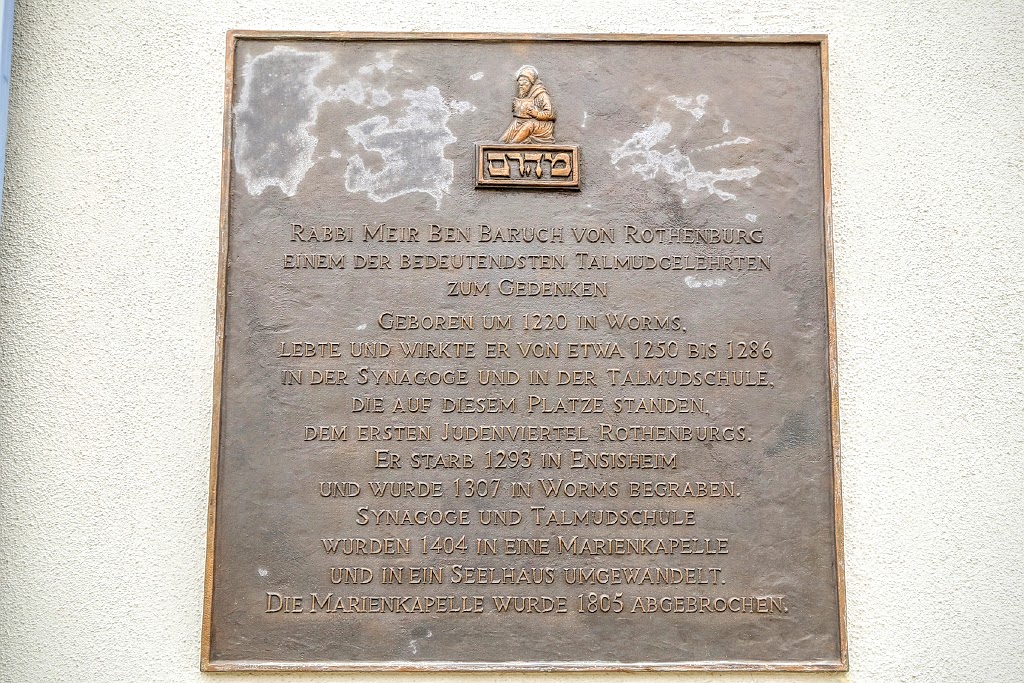 מהרם
RABBI MEIR BEN BARUCH VON ROTHENBURG
EINEM DER BEDEUTENDSTEN TALMUDGELEHRTEN
ZUM GEDENKEN
GEBOREN UM 1220 IN WORMS,
LEBTE UND WIRKTE ER VON ETWA 1250 BIS 1286
IN DER SYNAGOGE UND IN DER TALMUDSCHULE,
DIE AUF DIESEM PLATZE STANDEN,
DEM ERSTEN JUDENVIERTEL ROTHENBURGS.
ER STARB 1293 IN ENSISHEIM
UND WURDE 1307 IN WORMS BEGRABEN.
SYNAGOGE UND TALMUDSCHULE
WURDEN 1404 IN EINE MARIENKAPELLE
UND IN EIN SEELHAUS UMGEWANDELT.
DIE MARIENKAPELLE WURDE 1805 ABGEBROCHEN.